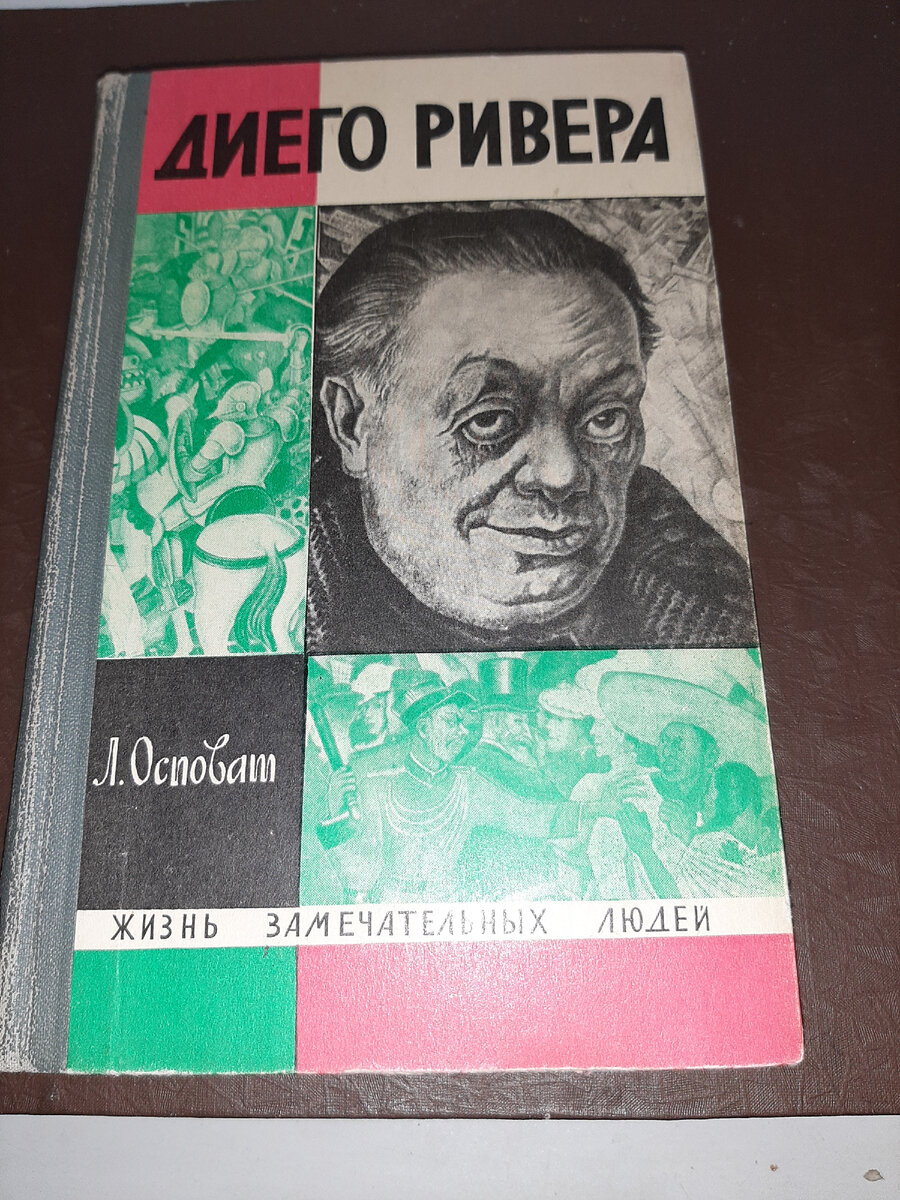 ДИЕГО РИВЕРА
Л. Осповат
ЖИЗНЬ ЗАМЕЧАТЕЛЬНЫХ ЛЮДЕЙ